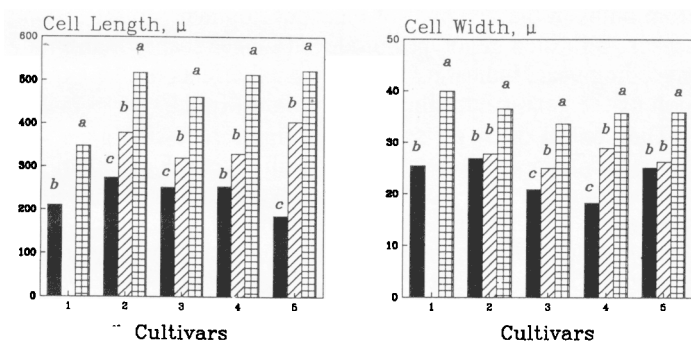 Cell Length, μ
600
500
400
300
200
100
0
b a
c b a
c b a
b b a
c b a
1 2 3 4 5
Cultivars
Cell Width, μ
50
40
30
20
10
0
b a
b b a
c b a
c b a
b b a
1 2 3 4 5
Cultivars